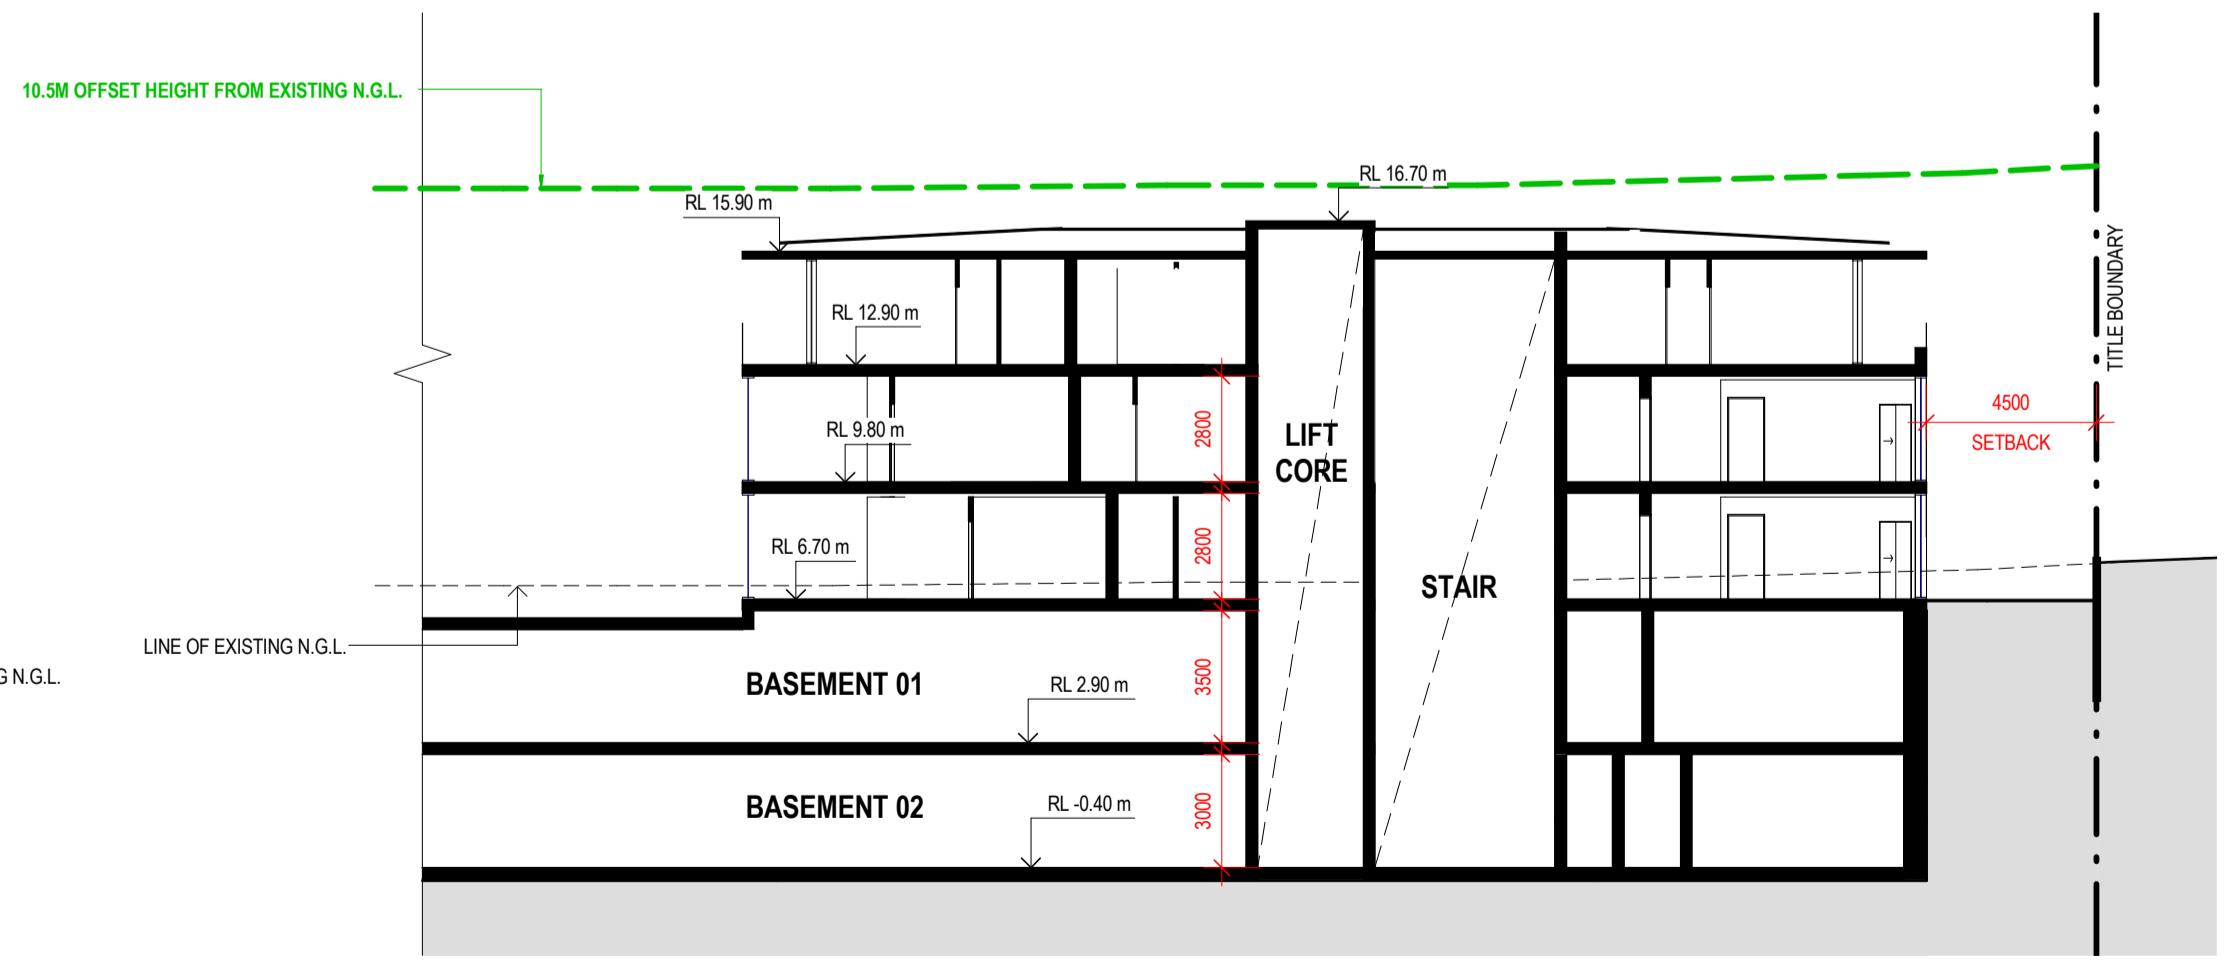 10.5M OFFSET HEIGHT FROM EXISTING N.G.L.
RL 16.70 m
RL 15.90 m
TITLE BOUNDARY
RL 12.90 m
4500
SETBACK
RL 9.80 m
2800
LIFT
CORE
RL 6.70 m
2800
STAIR
LINE OF EXISTING N.G.L.
G N.G.L.
BASEMENT 01
RL 2.90 m
3500
BASEMENT 02
RL -0.40 m
3000